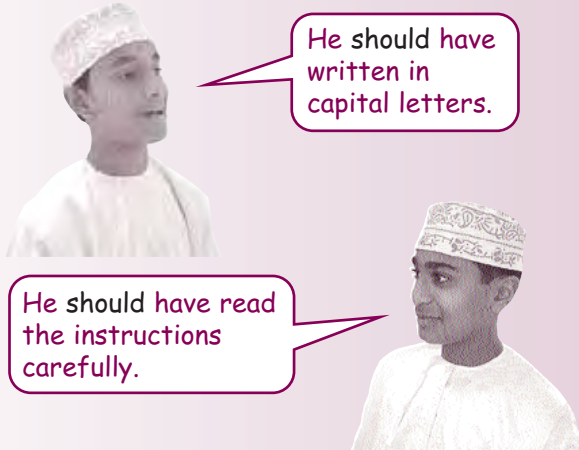 He should have
written in
capital letters.
He should have read
the instructions
carefully.